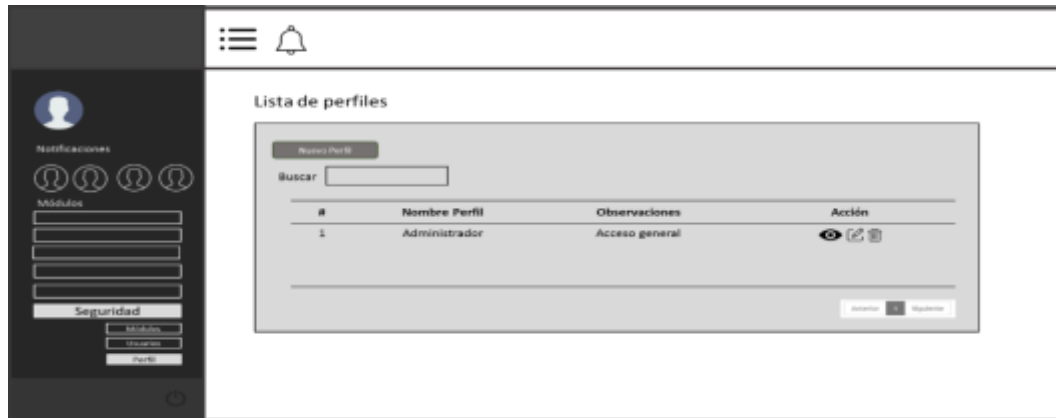 Lista de perfiles
Notificaciones
Módulos
Seguridad
Módulos
Usuarios
Perfil
Nuevo Perfil
Buscar
# Nombre Perfil Observaciones Acción
1 Administrador Acceso general
Anterior 1 Siguiente